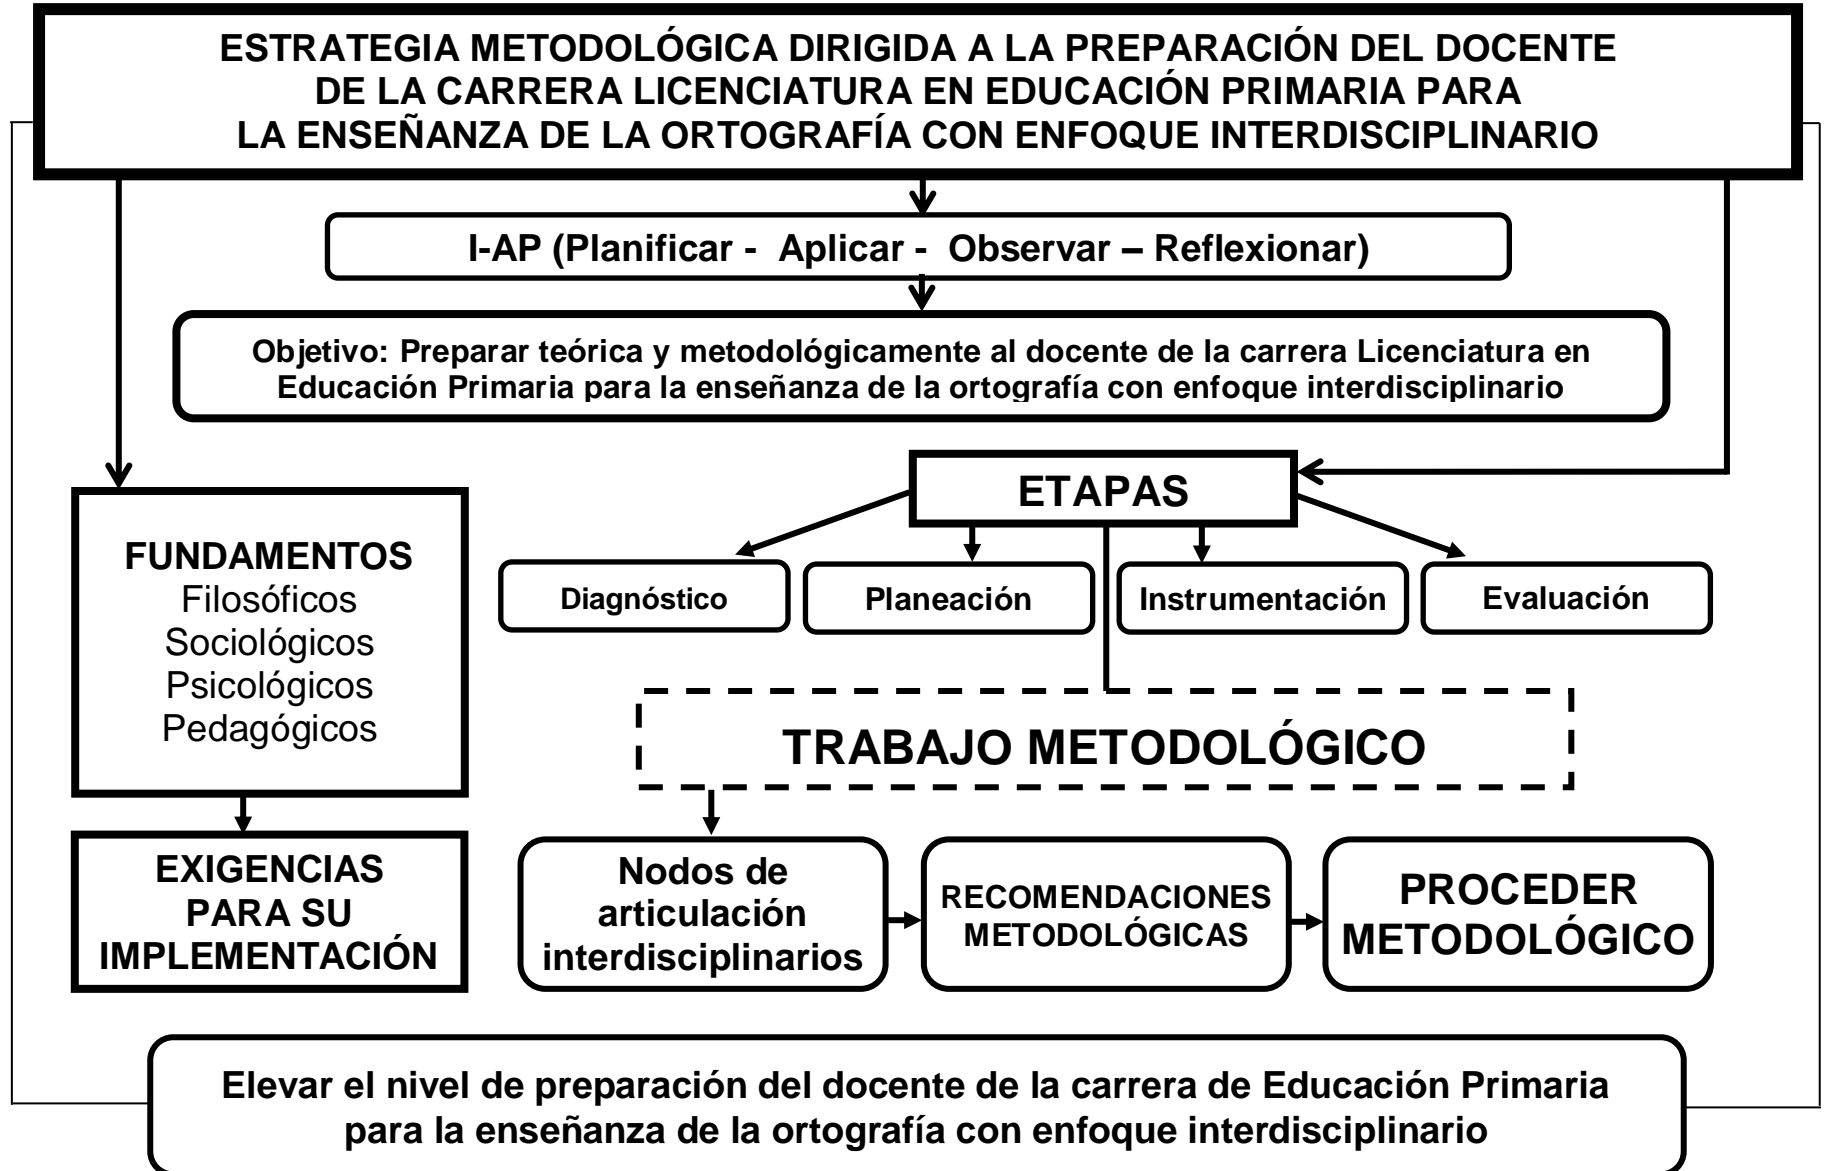 ESTRATEGIA METODOLÓGICA DIRIGIDA A LA PREPARACIÓN DEL DOCENTE
DE LA CARRERA LICENCIATURA EN EDUCACIÓN PRIMARIA PARA
LA ENSEÑANZA DE LA ORTOGRAFÍA CON ENFOQUE INTERDISCIPLINARIO
I-AP (Planificar - Aplicar - Observar – Reflexionar)
Objetivo: Preparar teórica y metodológicamente al docente de la carrera Licenciatura en
Educación Primaria para la enseñanza de la ortografía con enfoque interdisciplinario
FUNDAMENTOS
Filosóficos
Sociológicos
Psicológicos
Pedagógicos
EXIGENCIAS
PARA SU
IMPLEMENTACIÓN
ETAPAS
Diagnóstico
Planeación
Instrumentación
Evaluación
TRABAJO METODOLÓGICO
Nodos de
articulación
interdisciplinarios
RECOMENDACIONES
METODOLÓGICAS
PROCEDER
METODOLÓGICO
Elevar el nivel de preparación del docente de la carrera de Educación Primaria
para la enseñanza de la ortografía con enfoque interdisciplinario